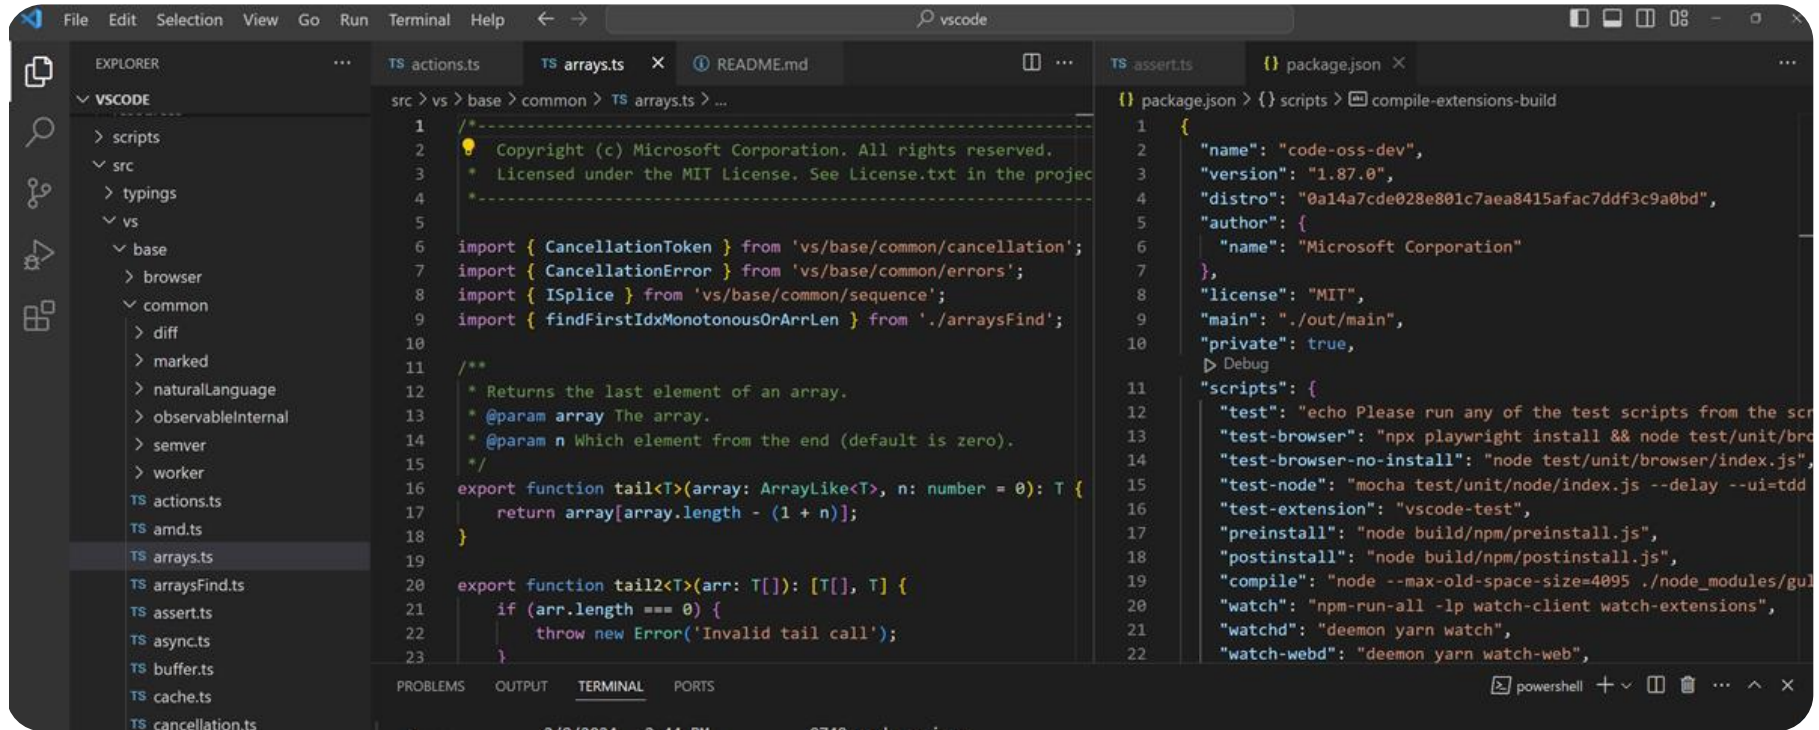 File Edit Selection View Go Run Terminal Help
vscode
EXPLORER
VSCODE
scripts
src
typings
vs
base
browser
common
diff
marked
naturalLanguage
observableInternal
semver
worker
TS actions.ts
TS amd.ts
TS arrays.ts
TS arraysFind.ts
TS assert.ts
TS async.ts
TS buffer.ts
TS cache.ts
TS cancellation.ts
TS actions.ts TS arrays.ts README.md
src > vs > base > common > TS arrays.ts > ...
1 /*---------------------------------------------------------------
2 Copyright (c) Microsoft Corporation. All rights reserved.
3 * Licensed under the MIT License. See License.txt in the projec
4 *---------------------------------------------------------------
5
6 import { CancellationToken } from 'vs/base/common/cancellation';
7 import { CancellationError } from 'vs/base/common/errors';
8 import { ISplice } from 'vs/base/common/sequence';
9 import { findFirstIdxMonotonousOrArrLen } from './arraysFind';
10
11 /**
12 * Returns the last element of an array.
13 * @param array The array.
14 * @param n Which element from the end (default is zero).
15 */
16 export function tail<T>(array: ArrayLike<T>, n: number = 0): T {
17 return array[array.length - (1 + n)];
18 }
19
20 export function tail2<T>(arr: T[]): [T[], T] {
21 if (arr.length === 0) {
22 throw new Error('Invalid tail call');
23 }
TS assert.ts {} package.json
{} package.json > {} scripts > compile-extensions-build
1 {
2 "name": "code-oss-dev",
3 "version": "1.87.0",
4 "distro": "0a14a7cde028e801c7aea8415afac7ddf3c9a0bd",
5 "author": {
6 "name": "Microsoft Corporation"
7 },
8 "license": "MIT",
9 "main": "./out/main",
10 "private": true,
Debug
11 "scripts": {
12 "test": "echo Please run any of the test scripts from the scr
13 "test-browser": "npx playwright install && node test/unit/bro
14 "test-browser-no-install": "node test/unit/browser/index.js",
15 "test-node": "mocha test/unit/node/index.js --delay --ui=tdd
16 "test-extension": "vscode-test",
17 "preinstall": "node build/npm/preinstall.js",
18 "postinstall": "node build/npm/postinstall.js",
19 "compile": "node --max-old-space-size=4095 ./node_modules/gul
20 "watch": "npm-run-all -lp watch-client watch-extensions",
21 "watchd": "deemon yarn watch",
22 "watch-webd": "deemon yarn watch-web",
PROBLEMS OUTPUT TERMINAL PORTS
powershell